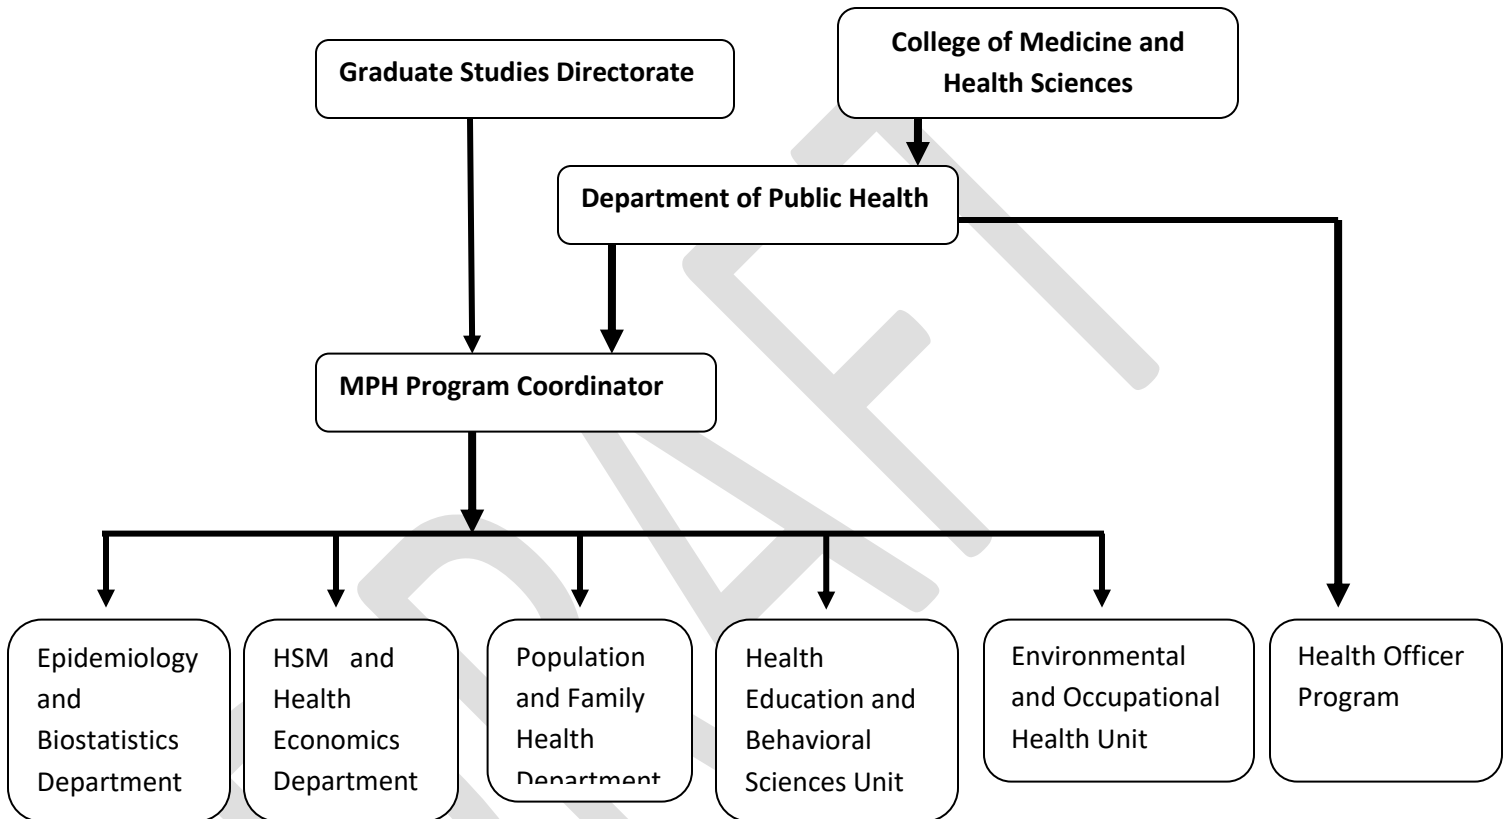 Graduate Studies Directorate
College of Medicine and
Health Sciences
Department of Public Health
MPH Program Coordinator
Epidemiology
and
Biostatistics
Department
HSM and
Health
Economics
Department
Population
and Family
Health
Department
Health
Education and
Behavioral
Sciences Unit
Environmental
and Occupational
Health Unit
Health Officer
Program
DRAFT